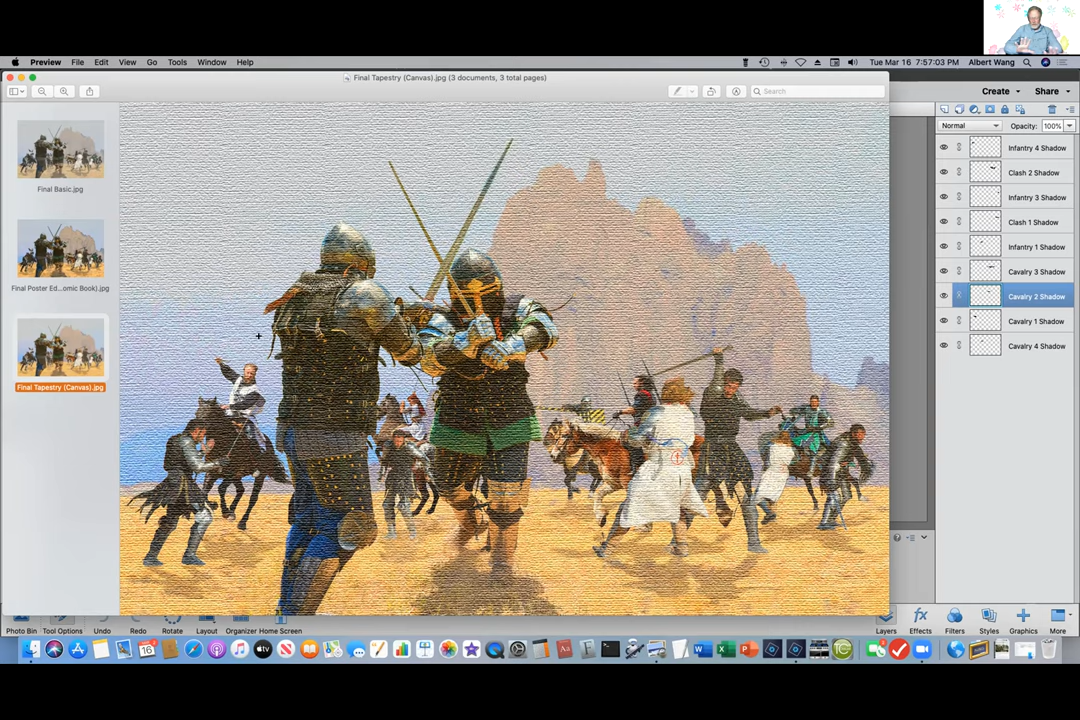 Preview File Edit View Go Tools Window Help
Tue Mar 16 7:57:03 PM Albert Wang
Final Tapestry (Canvas).jpg (3 documents, 3 total pages)
Search
Create Share
Normal Opacity: 100%
Final Basic.jpg
Final Poster Ed...omic Book).jpg
Final Tapestry (Canvas).jpg
Infantry 4 Shadow
Clash 2 Shadow
Infantry 3 Shadow
Clash 1 Shadow
Infantry 1 Shadow
Cavalry 3 Shadow
Cavalry 2 Shadow
Cavalry 1 Shadow
Cavalry 4 Shadow
Photo Bin Tool Options Undo Redo Rotate Layout Organizer Home Screen
Layers Effects Filters Styles Graphics More